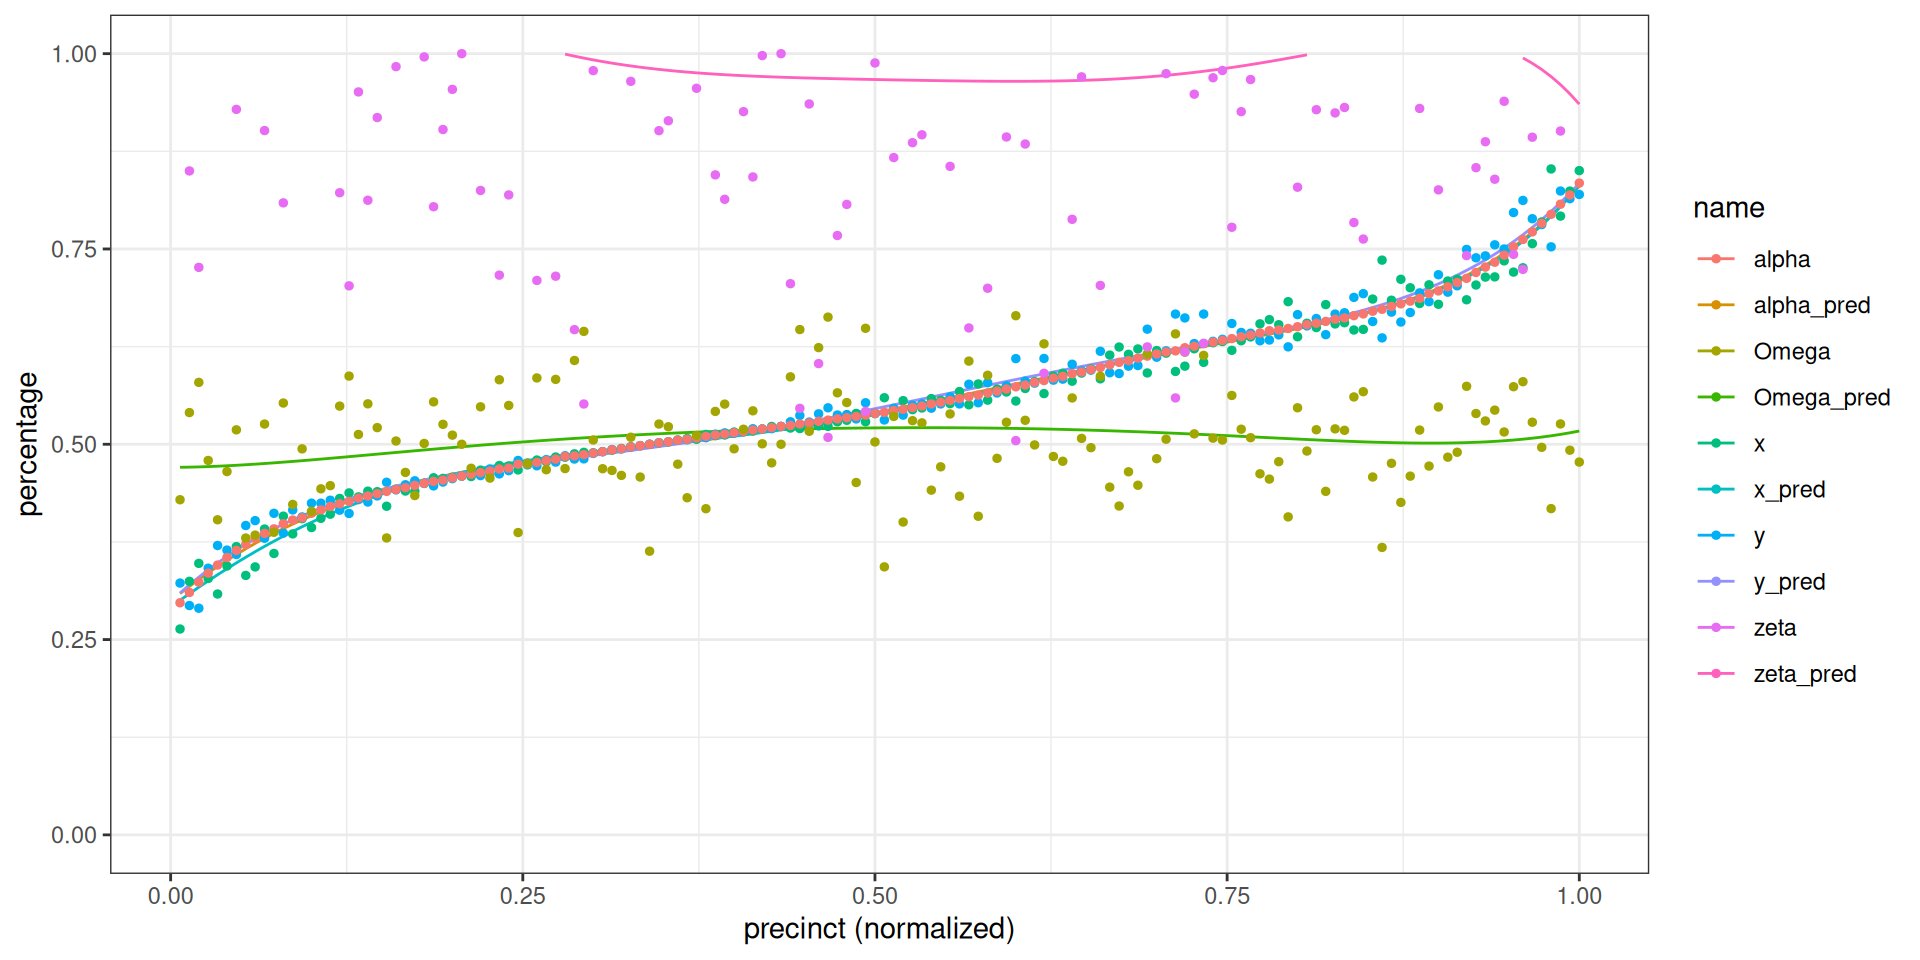 1.00
0.75
0.50
0.25
0.00
percentage
0.00 0.25 0.50 0.75 1.00
precinct (normalized)
name
alpha
alpha_pred
Omega
Omega_pred
x
x_pred
y
y_pred
zeta
zeta_pred